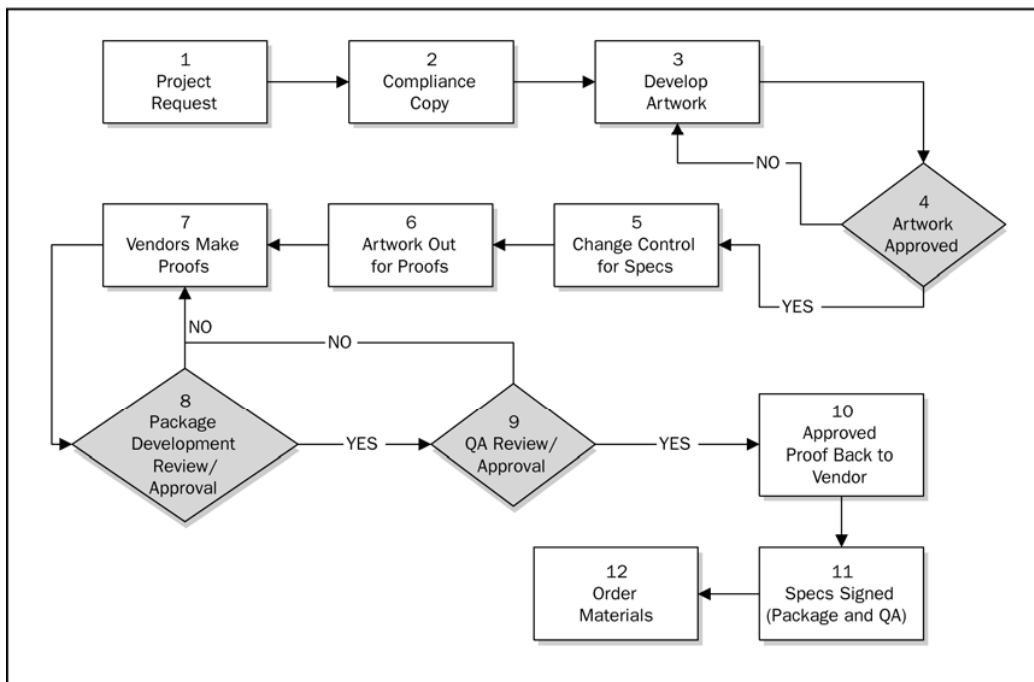 1
Project
Request
2
Compliance
Copy
3
Develop
Artwork
NO
4
Artwork
Approved
7
Vendors Make
Proofs
6
Artwork Out
for Proofs
5
Change Control
for Specs
YES
NO
NO
8
Package
Development
Review/
Approval
YES
9
QA Review/
Approval
YES
10
Approved
Proof Back to
Vendor
12
Order
Materials
11
Specs Signed
(Package and QA)